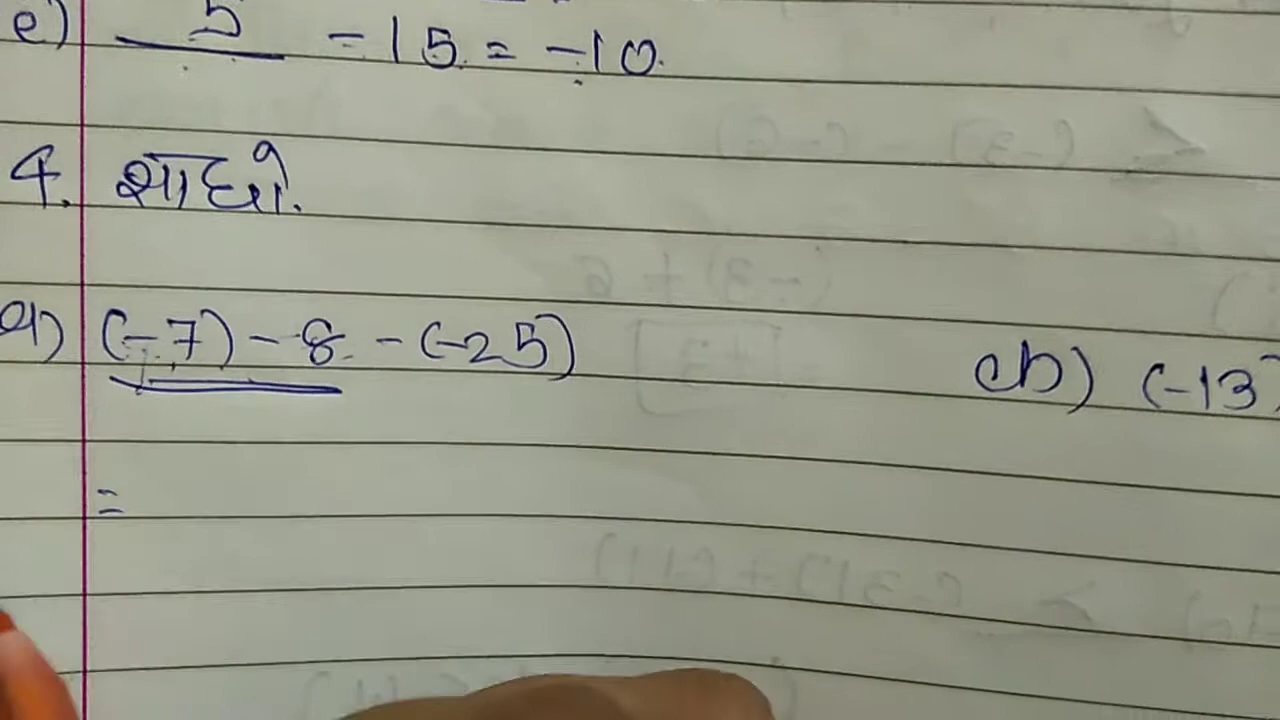 e) 5 - 15 = -10.
4. शोधो.
a) (-7) - 8 - (-25)
b) (-13)
=